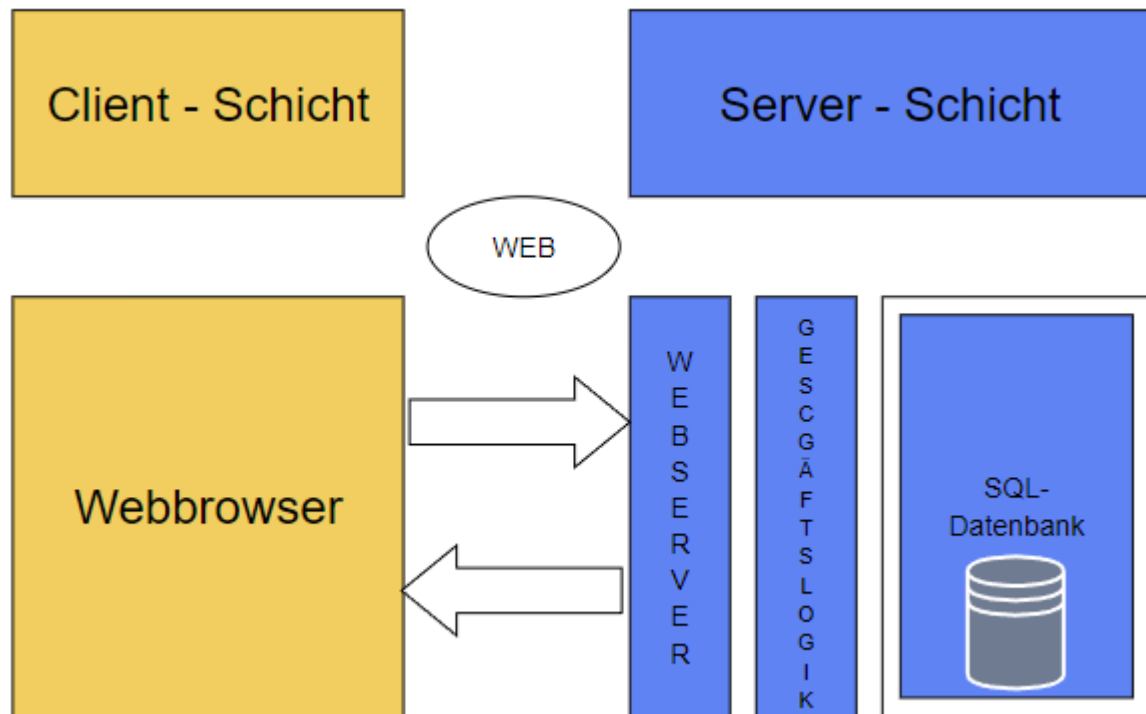 Client - Schicht
Server - Schicht
WEB
Webbrowser
WEBSERVER
GESCGÄFTSLOGIK
SQL-
Datenbank